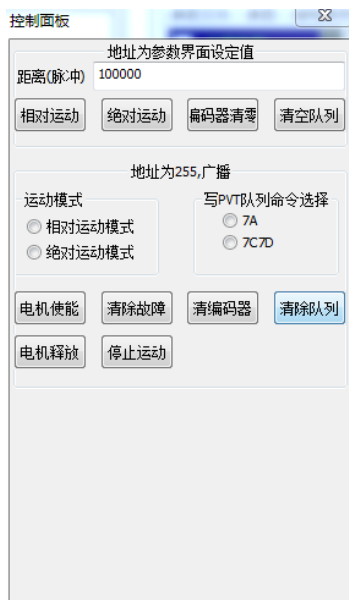 控制面板
地址为参数界面设定值
距离(脉冲) 100000
相对运动 绝对运动 编码器清零 清空队列
地址为255,广播
运动模式 写PVT队列命令选择
相对运动模式 7A
绝对运动模式 7C7D
电机使能 清除故障 清编码器 清除队列
电机释放 停止运动